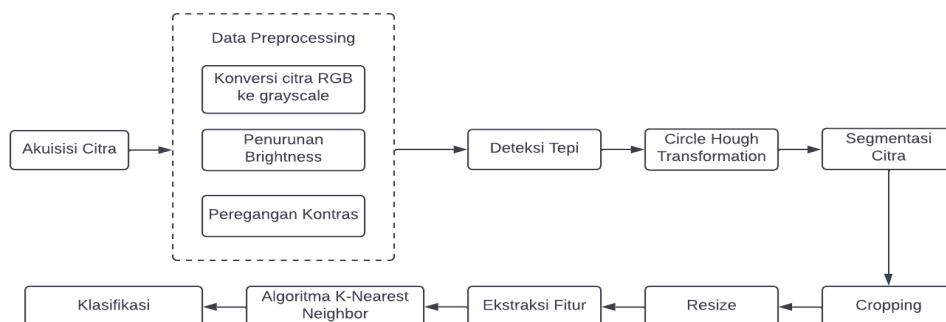 Data Preprocessing
Konversi citra RGB
ke grayscale
Akuisisi Citra
Penurunan
Brightness
Peregangan Kontras
Deteksi Tepi
Circle Hough
Transformation
Segmentasi
Citra
Cropping
Resize
Ekstraksi Fitur
Algoritma K-Nearest
Neighbor
Klasifikasi